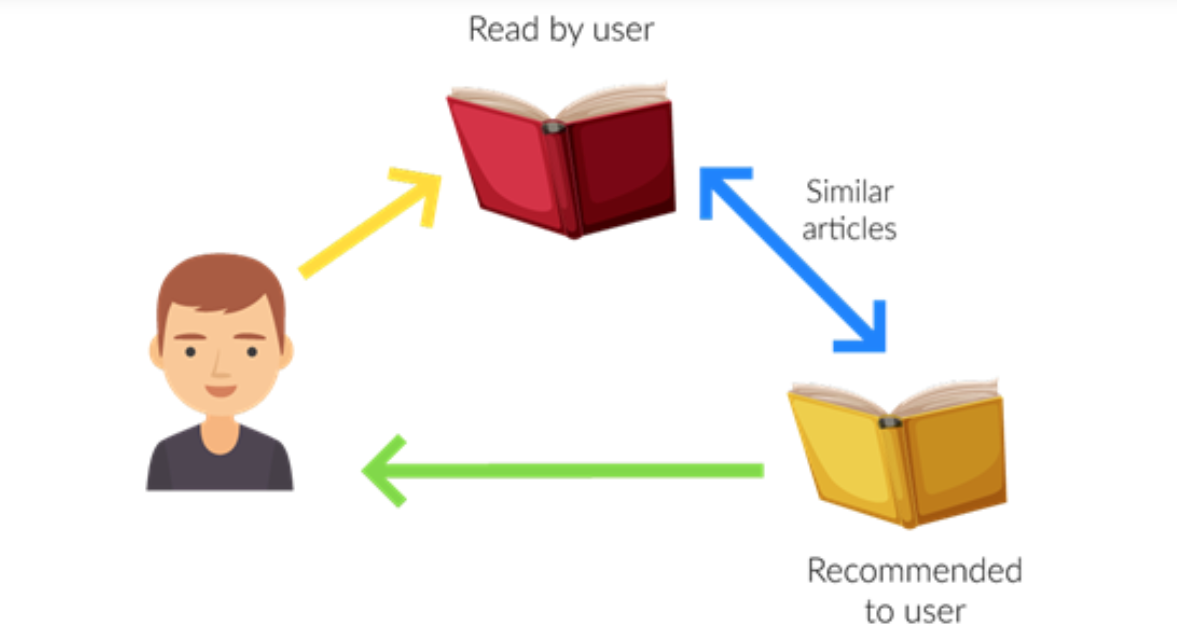 Read by user
Similar
articles
Recommended
to user